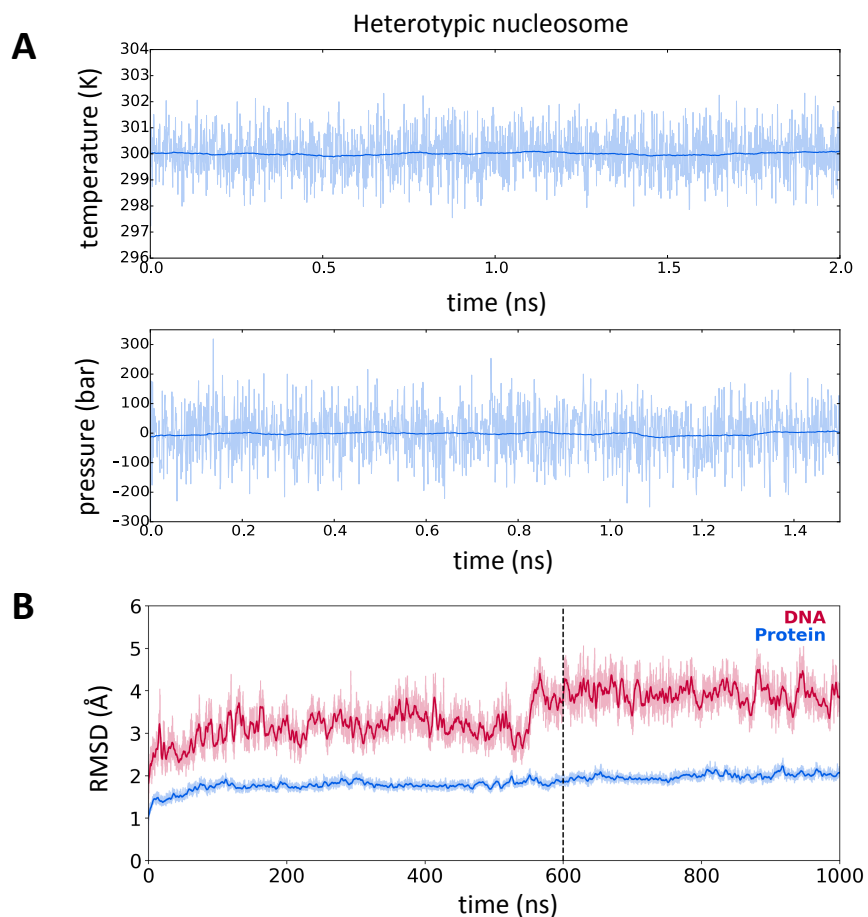 Heterotypic nucleosome
A
temperature (K)
304
303
302
301
300
299
298
297
296
0.0 0.5 1.0 1.5 2.0
time (ns)
pressure (bar)
300
200
100
0
−100
−200
−300
0.0 0.2 0.4 0.6 0.8 1.0 1.2 1.4
time (ns)
B
RMSD (Å)
6
5
4
3
2
1
0
DNA
Protein
0 200 400 600 800 1000
time (ns)